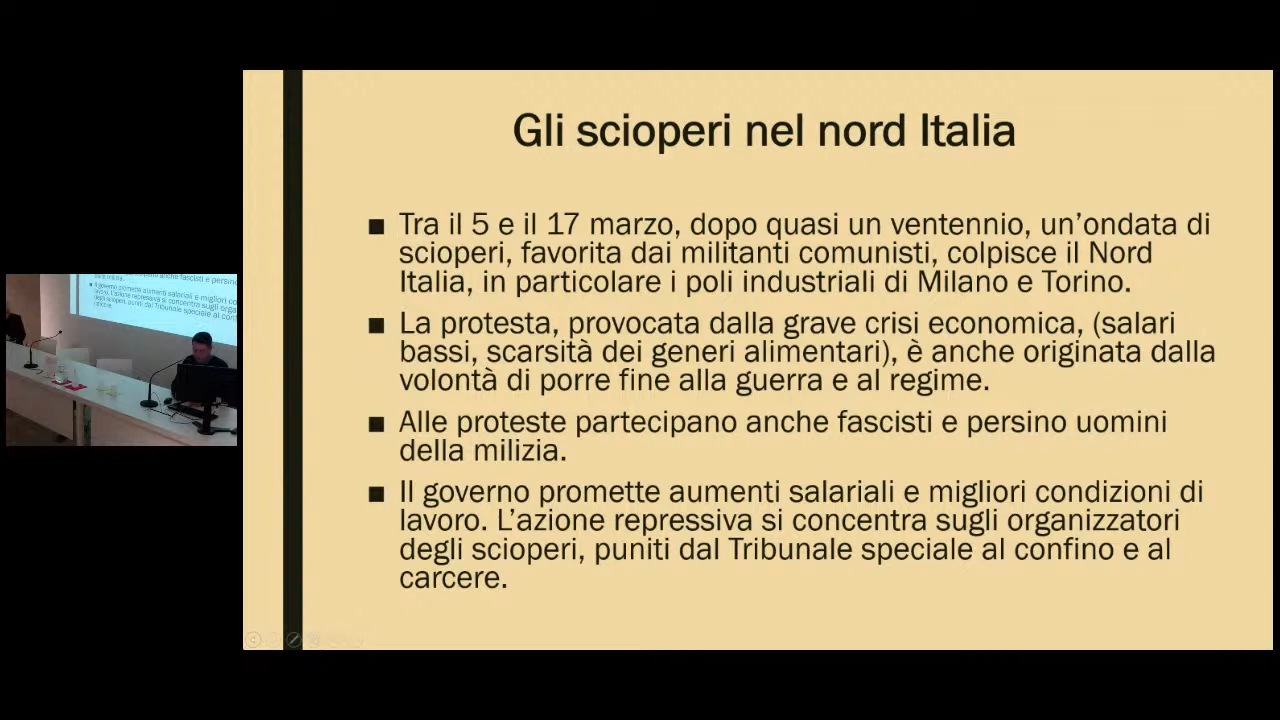 Gli scioperi nel nord Italia
■ Tra il 5 e il 17 marzo, dopo quasi un ventennio, un'ondata di
scioperi, favorita dai militanti comunisti, colpisce il Nord
Italia, in particolare i poli industriali di Milano e Torino.
■ La protesta, provocata dalla grave crisi economica, (salari
bassi, scarsità dei generi alimentari), è anche originata dalla
volontà di porre fine alla guerra e al regime.
■ Alle proteste partecipano anche fascisti e persino uomini
della milizia.
■ Il governo promette aumenti salariali e migliori condizioni di
lavoro. L'azione repressiva si concentra sugli organizzatori
degli scioperi, puniti dal Tribunale speciale al confino e al
carcere.